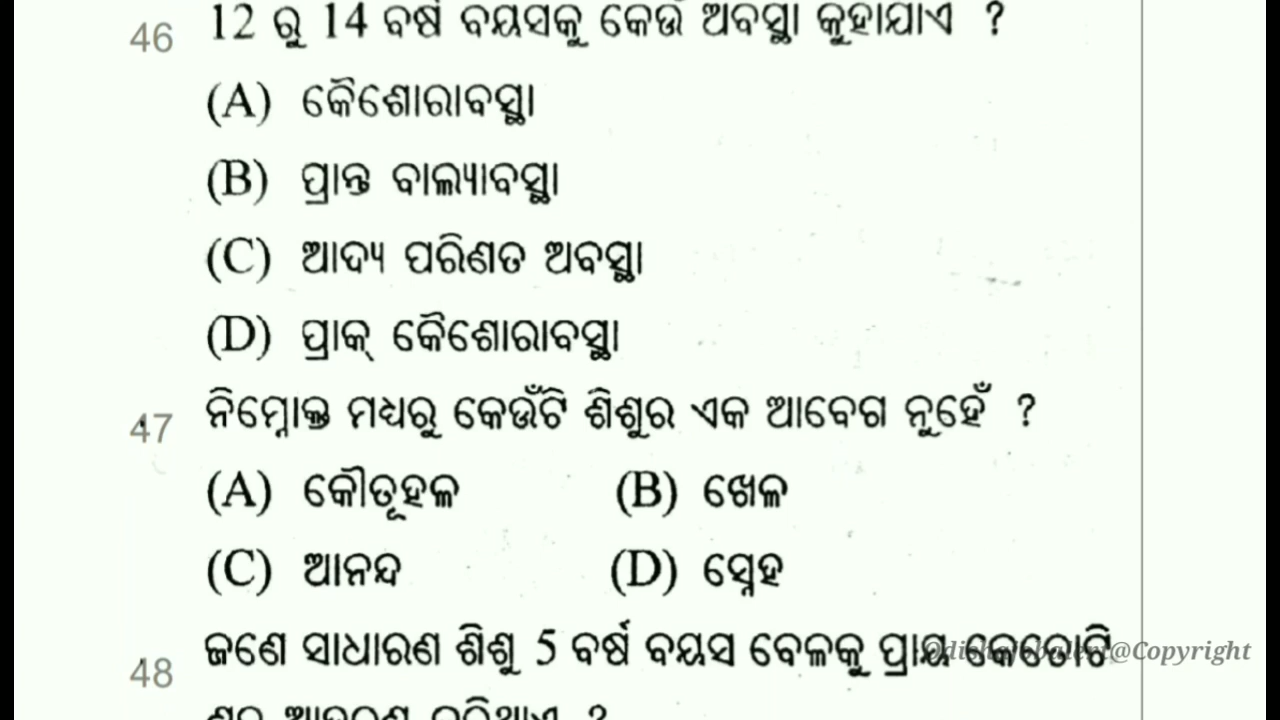 46 12 ରୁ 14 ବର୍ଷ ବୟସକୁ କେଉଁ ଅବସ୍ଥା କୁହାଯାଏ ?
(A) କୈଶୋରାବସ୍ଥା
(B) ପ୍ରାନ୍ତ ବାଲ୍ୟାବସ୍ଥା
(C) ଆଦ୍ୟ ପରିଣତ ଅବସ୍ଥା
(D) ପ୍ରାକ୍ କୈଶୋରାବସ୍ଥା
47 ନିମ୍ନୋକ୍ତ ମଧ୍ୟରୁ କେଉଁଟି ଶିଶୁର ଏକ ଆବେଗ ନୁହେଁ ?
(A) କୌତୂହଳ (B) ଖେଳ
(C) ଆନନ୍ଦ (D) ସ୍ନେହ
48 ଜଣେ ସାଧାରଣ ଶିଶୁ 5 ବର୍ଷ ବୟସ ବେଳକୁ ପ୍ରାୟ କେତୋଟି
@Copyright